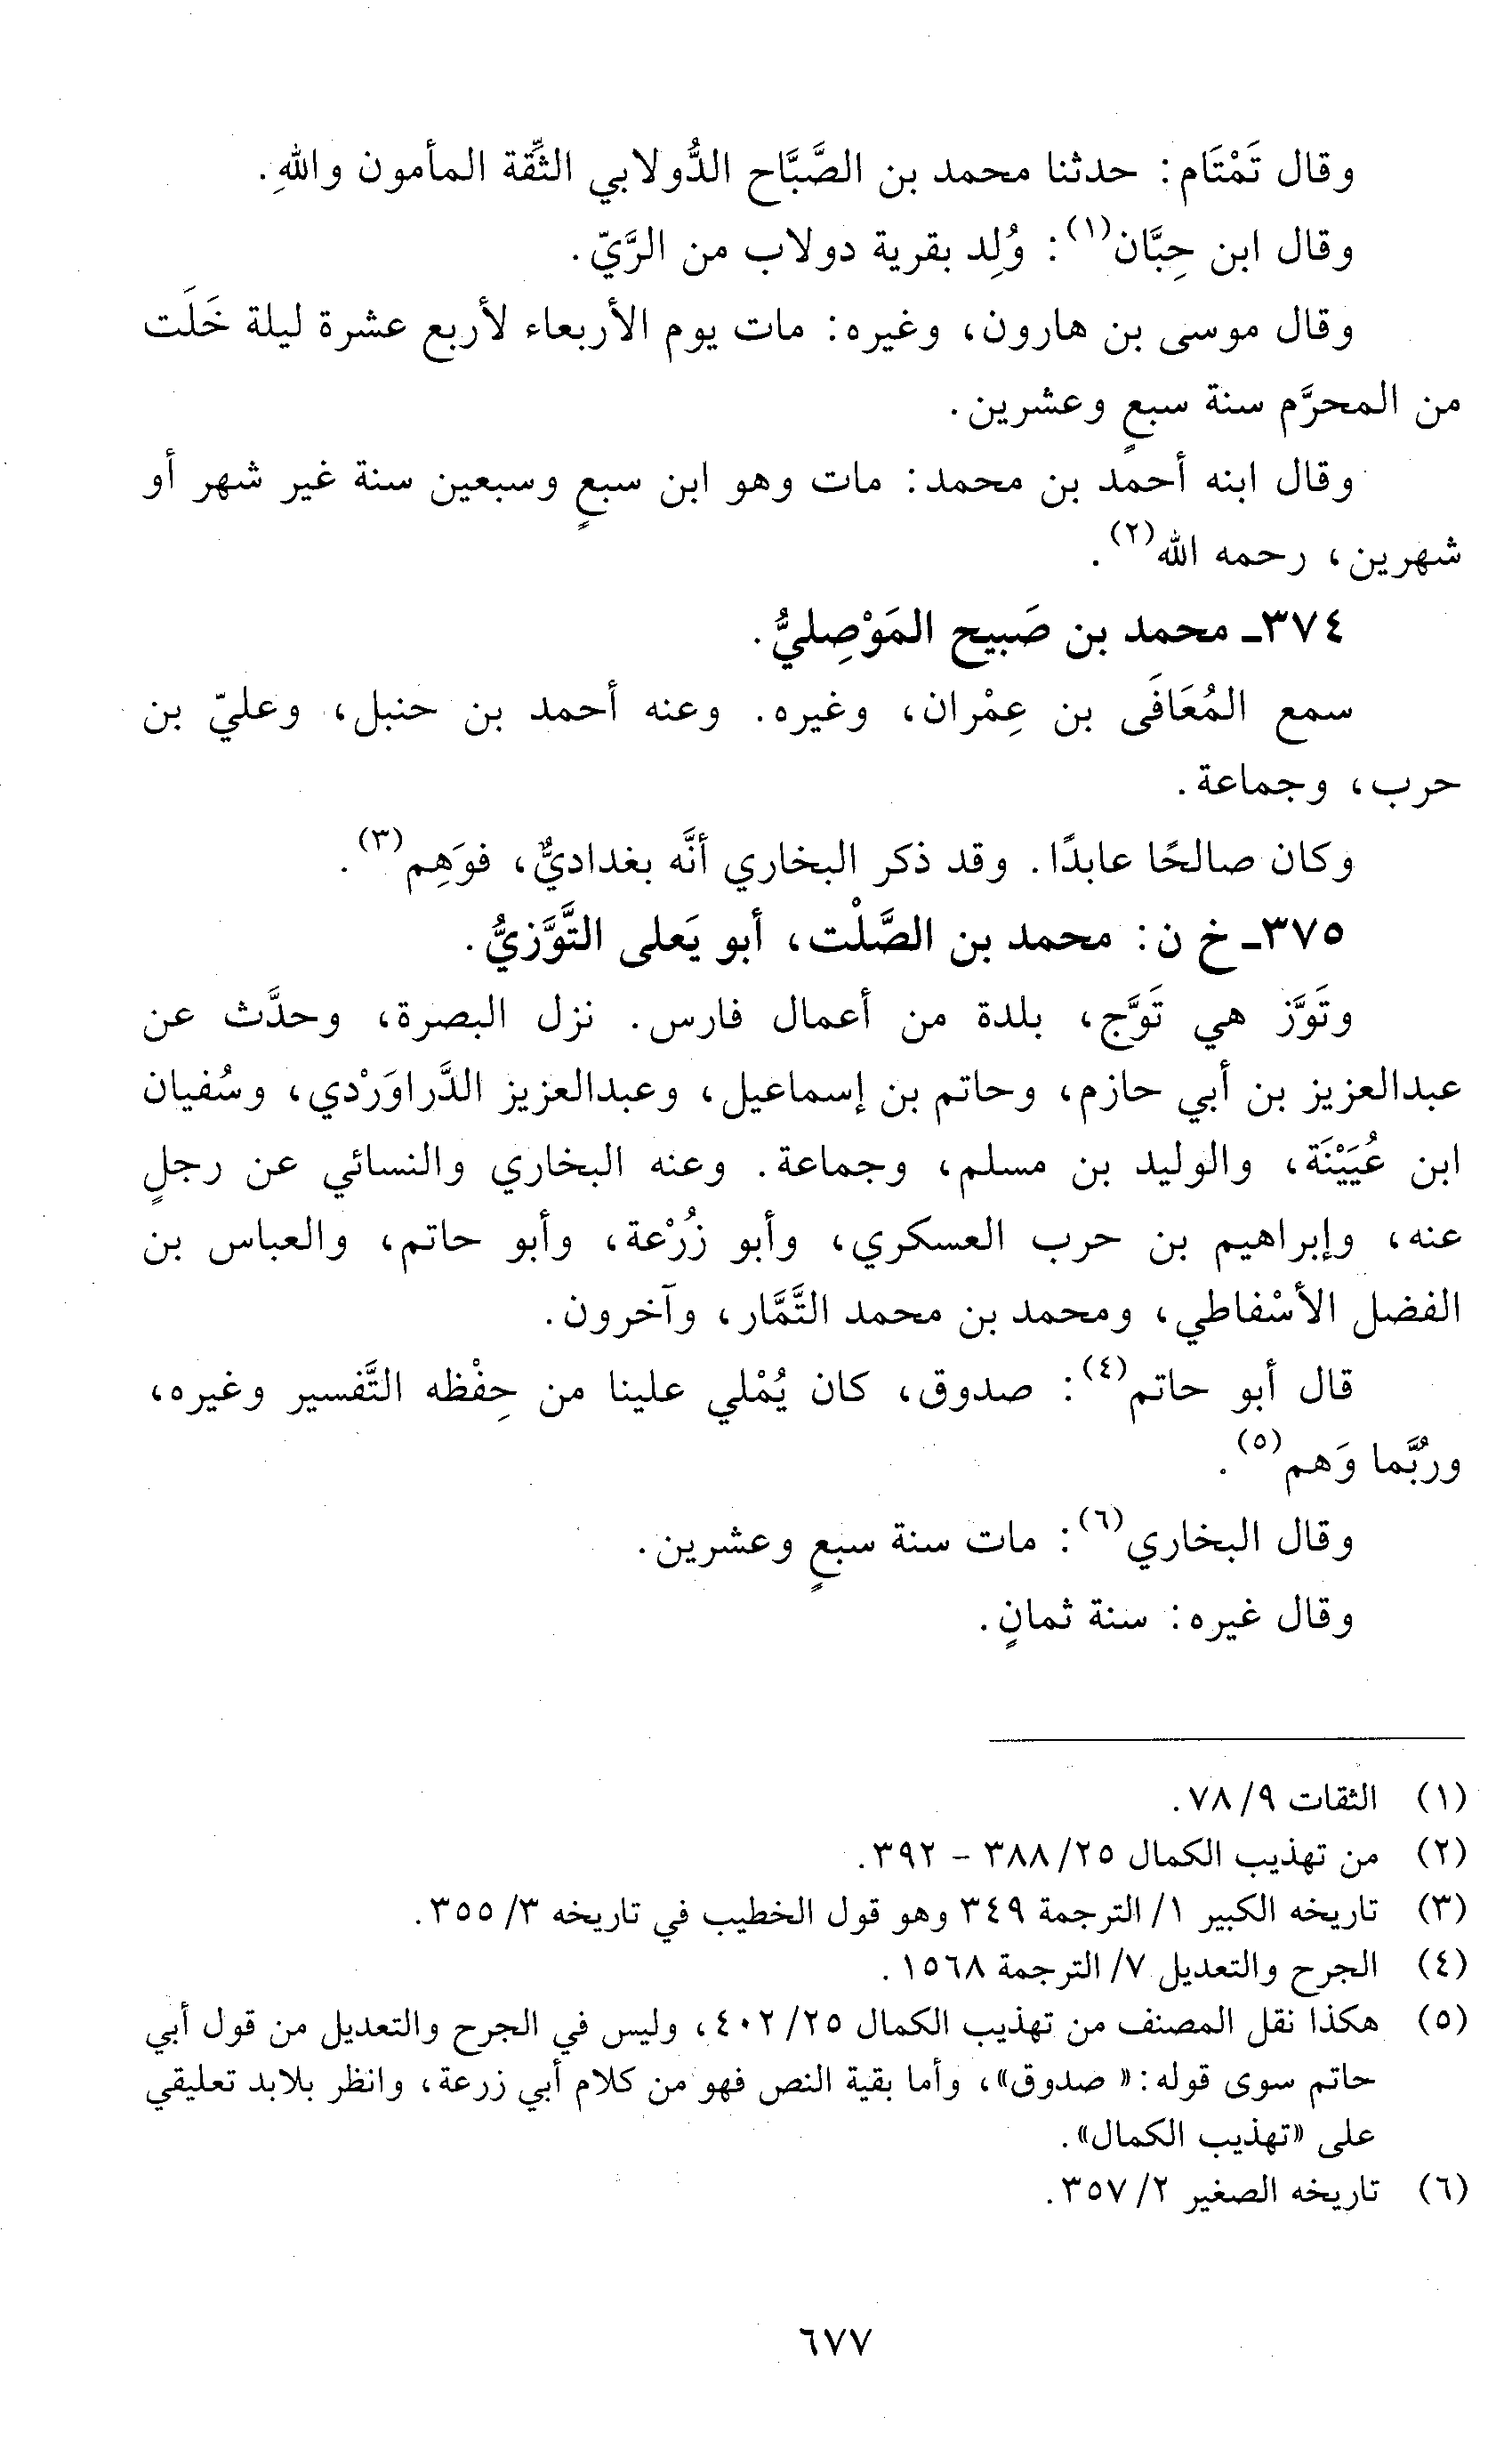 وقال تَمْتَام: حدثنا محمد بن الصَّبَّاح الدُّولابي الثِّقة المأمون واللهِ.
وقال ابن حِبَّان(١): وُلِد بقرية دولاب من الرَّيّ.
وقال موسى بن هارون، وغيره: مات يوم الأربعاء لأربع عشرة ليلة خَلَت
من المحرَّم سنة سبعٍ وعشرين.
وقال ابنه أحمد بن محمد: مات وهو ابن سبعٍ وسبعين سنة غير شهر أو
شهرين، رحمه الله(٢).
٣٧٤ـ محمد بن صَبيح المَوْصِليُّ.
سمع المُعَافَى بن عِمْران، وغيره. وعنه أحمد بن حنبل، وعليّ بن
حرب، وجماعة.
وكان صالحًا عابدًا. وقد ذكر البخاري أنَّه بغداديٌّ، فوَهِم(٣).
٣٧٥ـ خ ن: محمد بن الصَّلْت، أبو يَعلى التَّوَّزيُّ.
وتَوَّز هي تَوَّج، بلدة من أعمال فارس. نزل البصرة، وحدَّث عن
عبدالعزيز بن أبي حازم، وحاتم بن إسماعيل، وعبدالعزيز الدَّراوَرْدي، وسُفيان
ابن عُيَيْنَة، والوليد بن مسلم، وجماعة. وعنه البخاري والنسائي عن رجلٍ
عنه، وإبراهيم بن حرب العسكري، وأبو زُرْعة، وأبو حاتم، والعباس بن
الفضل الأسْفاطي، ومحمد بن محمد التَّمَّار، وآخرون.
قال أبو حاتم(٤): صدوق، كان يُمْلي علينا من حِفْظه التَّفسير وغيره،
ورُبَّما وَهم(٥).
وقال البخاري(٦): مات سنة سبعٍ وعشرين.
وقال غيره: سنة ثمانٍ.
(١) الثقات ٩/ ٧٨.
(٢) من تهذيب الكمال ٢٥/ ٣٨٨ - ٣٩٢.
(٣) تاريخه الكبير ١/ الترجمة ٣٤٩ وهو قول الخطيب في تاريخه ٣/ ٣٥٥.
(٤) الجرح والتعديل ٧/ الترجمة ١٥٦٨.
(٥) هكذا نقل المصنف من تهذيب الكمال ٢٥/ ٤٠٢، وليس في الجرح والتعديل من قول أبي
حاتم سوى قوله: «صدوق»، وأما بقية النص فهو من كلام أبي زرعة، وانظر بلابد تعليقي
على «تهذيب الكمال».
(٦) تاريخه الصغير ٢/ ٣٥٧.
٦٧٧